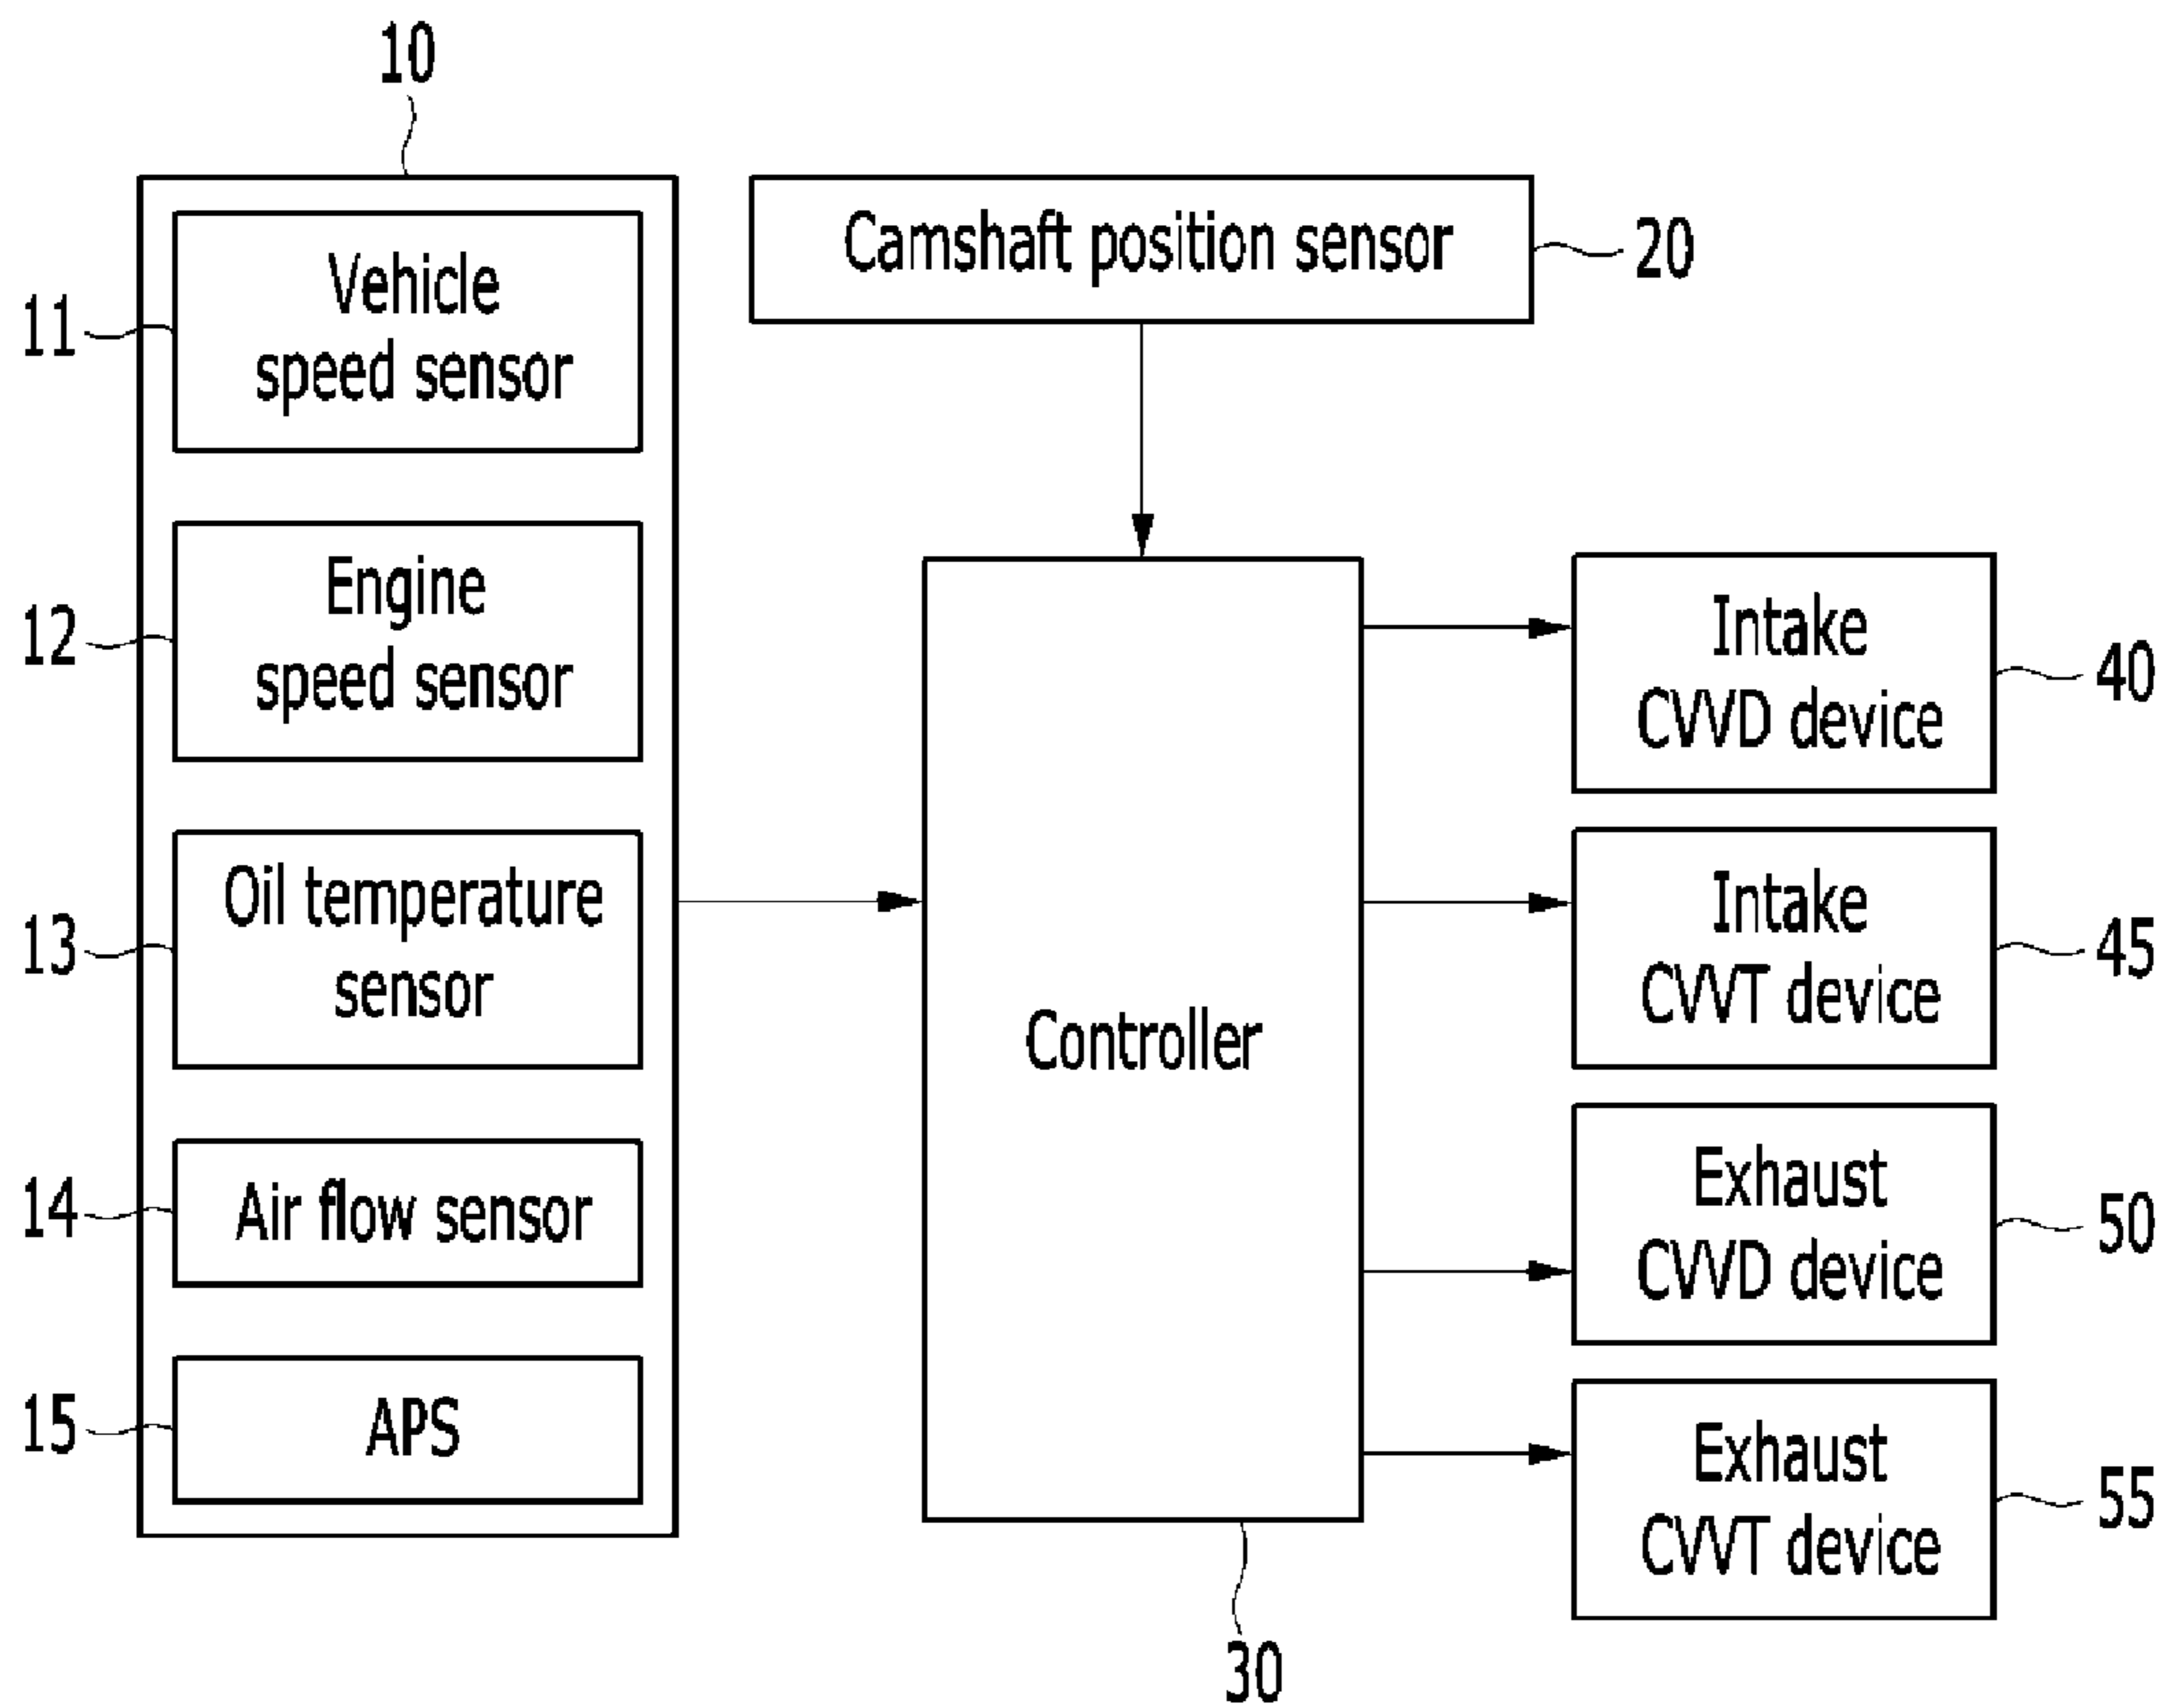 10
11
Vehicle
speed sensor
12
Engine
speed sensor
13
Oil temperature
sensor
14
Air flow sensor
15
APS
Camshaft position sensor
20
Controller
30
Intake
CVVD device
40
Intake
CVVT device
45
Exhaust
CVVD device
50
Exhaust
CVVT device
55